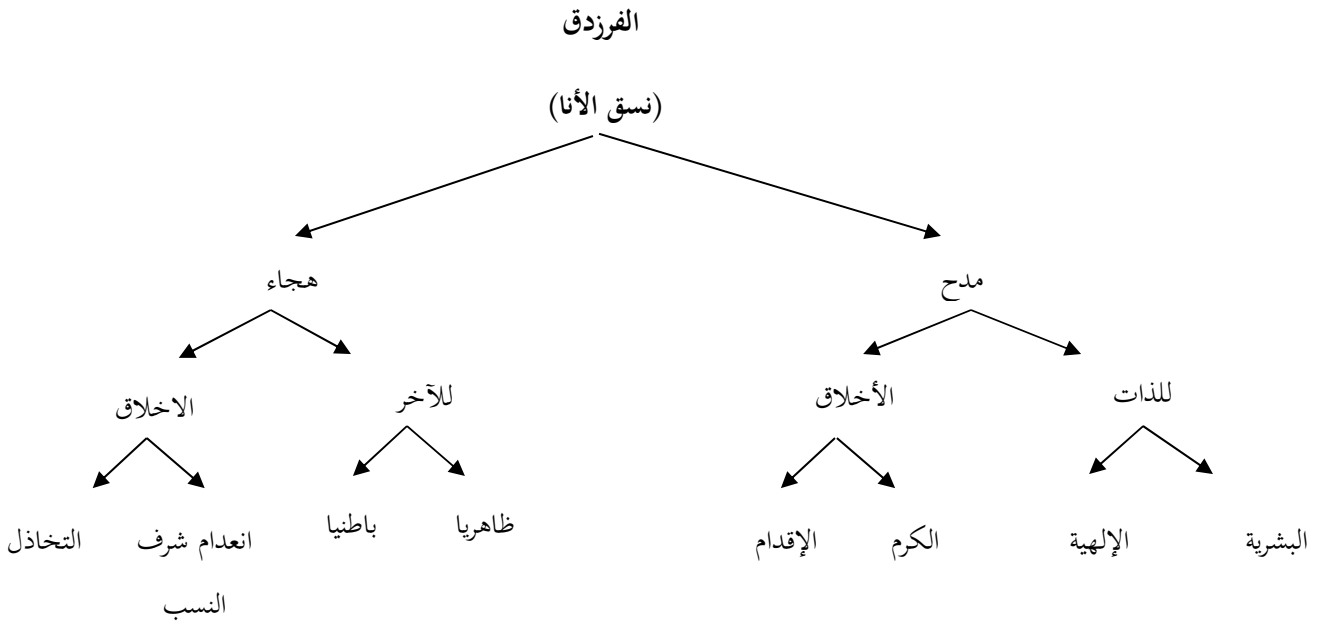 الفرزدق
(نسق الأنا)
مدح
هجاء
للذات
الأخلاق
للآخر
الاخلاق
البشرية
الإلهية
الكرم
الإقدام
ظاهريا
باطنيا
انعدام شرف
النسب
التخاذل